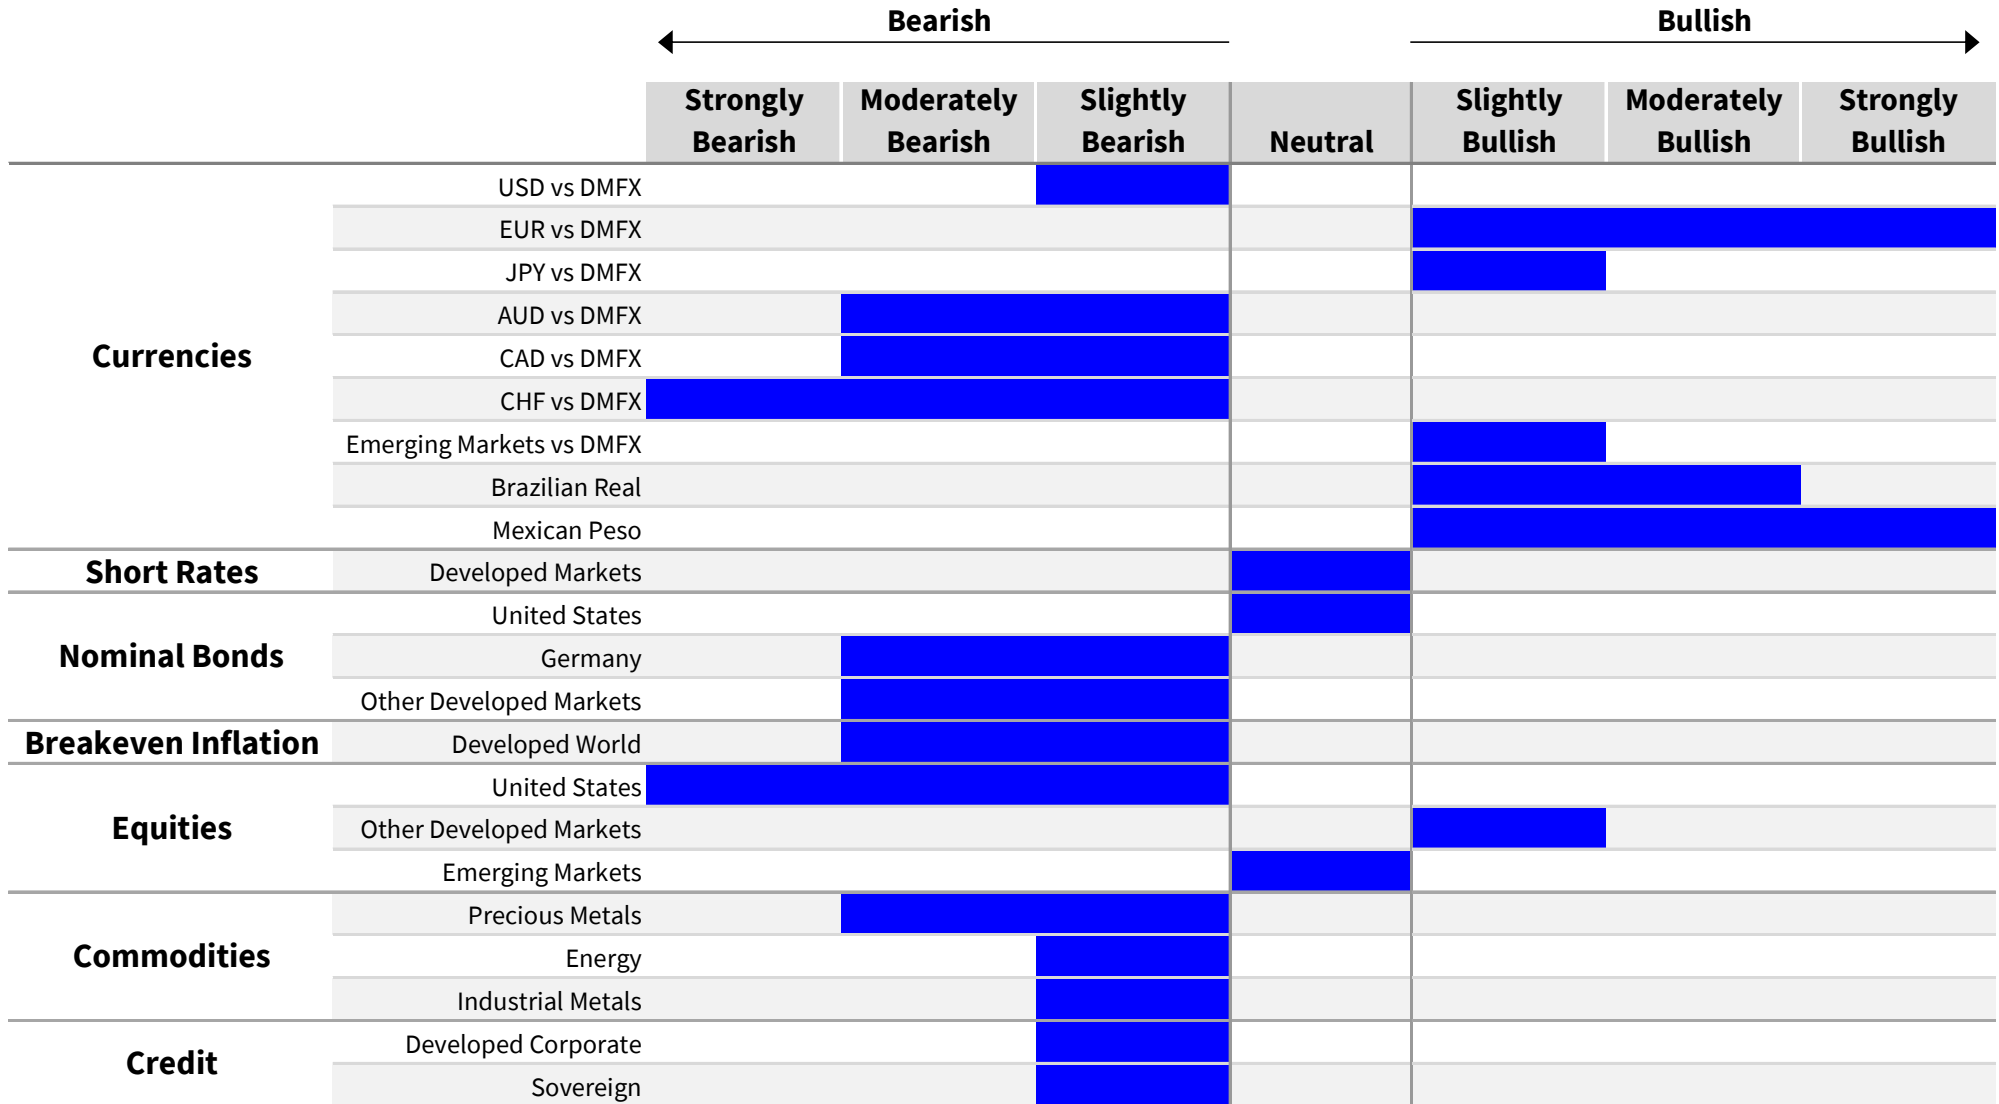 Bearish
Bullish
Strongly Bearish
Moderately Bearish
Slightly Bearish
Neutral
Slightly Bullish
Moderately Bullish
Strongly Bullish
Currencies
USD vs DMFX
EUR vs DMFX
JPY vs DMFX
AUD vs DMFX
CAD vs DMFX
CHF vs DMFX
Emerging Markets vs DMFX
Brazilian Real
Mexican Peso
Short Rates
Developed Markets
Nominal Bonds
United States
Germany
Other Developed Markets
Breakeven Inflation
Developed World
Equities
United States
Other Developed Markets
Emerging Markets
Commodities
Precious Metals
Energy
Industrial Metals
Credit
Developed Corporate
Sovereign